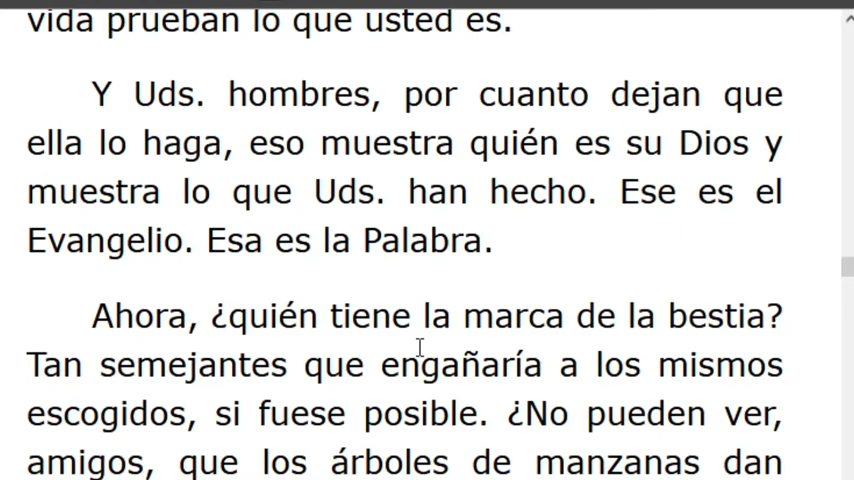 vida prueban lo que usted es.
Y Uds. hombres, por cuanto dejan que
ella lo haga, eso muestra quién es su Dios y
muestra lo que Uds. han hecho. Ese es el
Evangelio. Esa es la Palabra.
Ahora, ¿quién tiene la marca de la bestia?
Tan semejantes que engañaría a los mismos
escogidos, si fuese posible. ¿No pueden ver,
amigos, que los árboles de manzanas dan